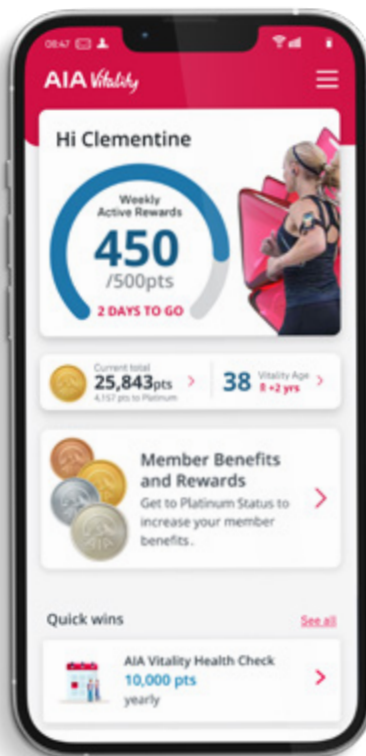 08:47
AIA Vitality
Hi Clementine
Weekly
Active Rewards
450
/500pts
2 DAYS TO GO
Current total
25,843pts
4,157 pts to Platinum
38
Vitality Age
+2 yrs
Member Benefits
and Rewards
Get to Platinum Status to
increase your member
benefits.
Quick wins
See all
AIA Vitality Health Check
10,000 pts
yearly